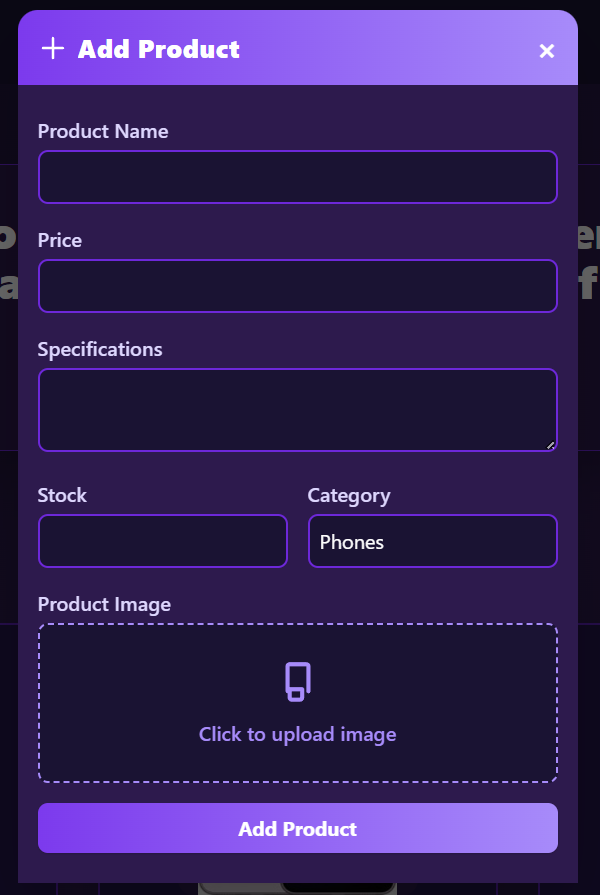 Add Product
Product Name
Price
Specifications
Stock
Category
Phones
Product Image
Click to upload image
Add Product